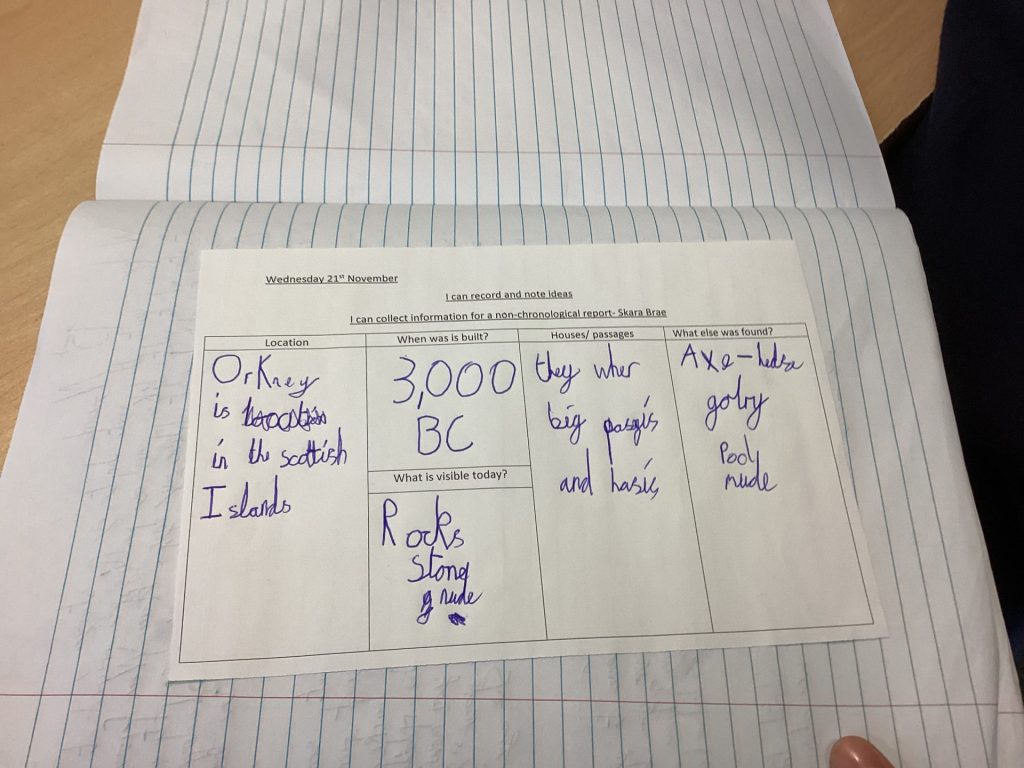 Wednesday 21st November
I can record and note ideas
I can collect information for a non-chronological report- Skara Brae
Location
Orkney
is
in the scottish
Islands
When was is built?
3,000
BC
What is visible today?
Rocks
Stong
nude
Houses/ passages
they wher
big pasgis
and hasis
What else was found?
Axe-hedse
golry
Pody
nude